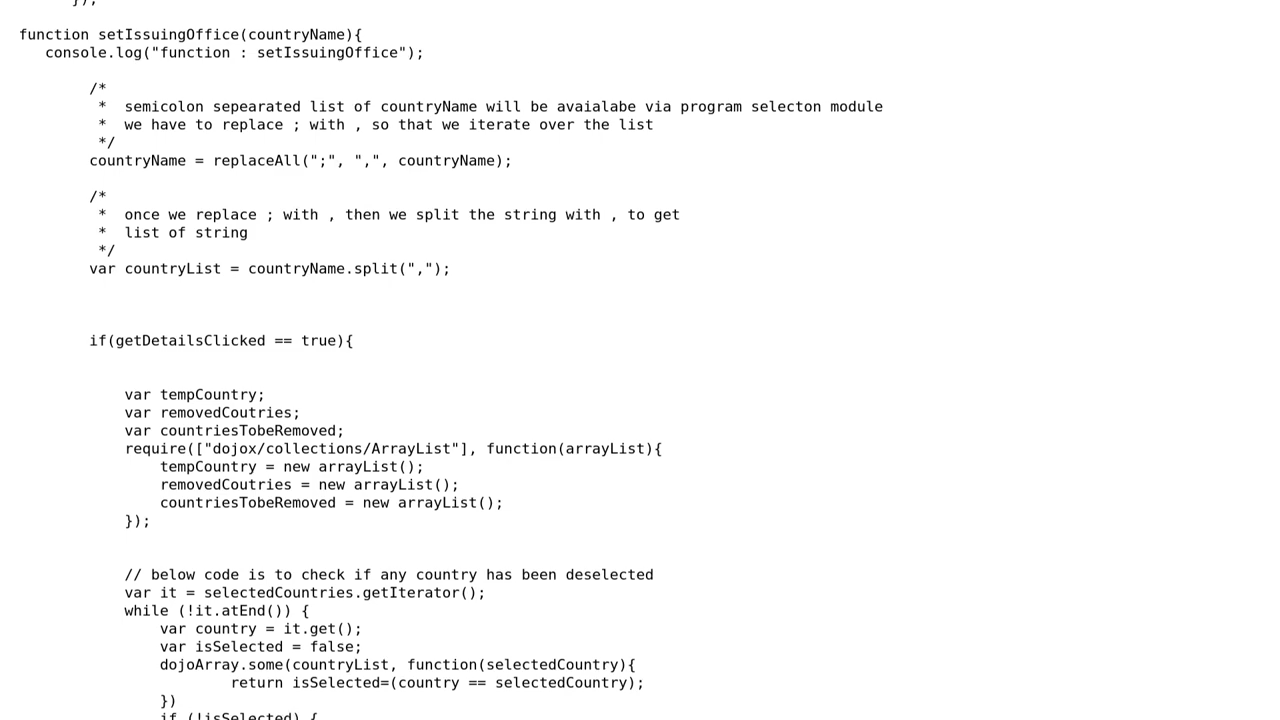 });
function setIssuingOffice(countryName){
console.log("function : setIssuingOffice");
/*
* semicolon sepearated list of countryName will be avaialabe via program selecton module
* we have to replace ; with , so that we iterate over the list
*/
countryName = replaceAll(";", ",", countryName);
/*
* once we replace ; with , then we split the string with , to get
* list of string
*/
var countryList = countryName.split(",");
if(getDetailsClicked == true){
var tempCountry;
var removedCoutries;
var countriesTobeRemoved;
require(["dojox/collections/ArrayList"], function(arrayList){
tempCountry = new arrayList();
removedCoutries = new arrayList();
countriesTobeRemoved = new arrayList();
});
// below code is to check if any country has been deselected
var it = selectedCountries.getIterator();
while (!it.atEnd()) {
var country = it.get();
var isSelected = false;
dojoArray.some(countryList, function(selectedCountry){
return isSelected=(country == selectedCountry);
})
if (!isSelected) {